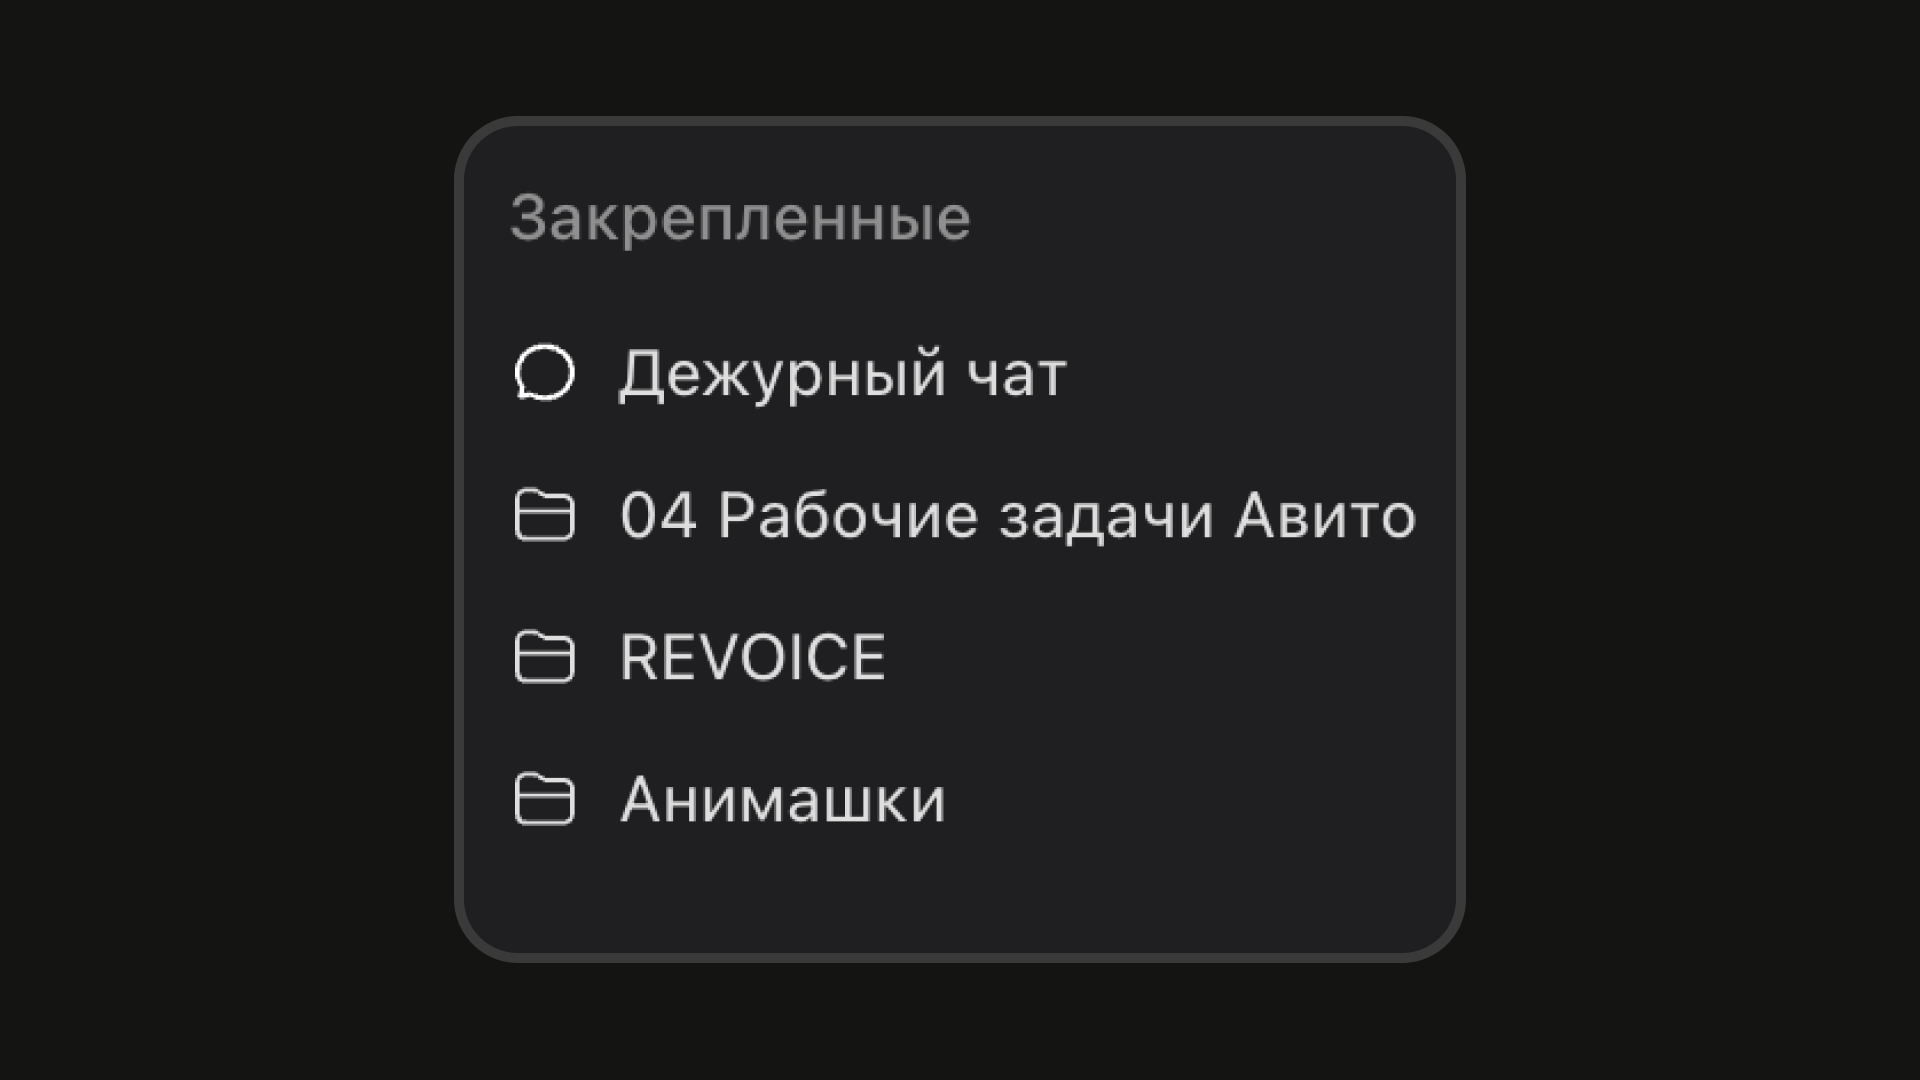 Закрепленные
Дежурный чат
04 Рабочие задачи Авито
REVOICE
Анимашки